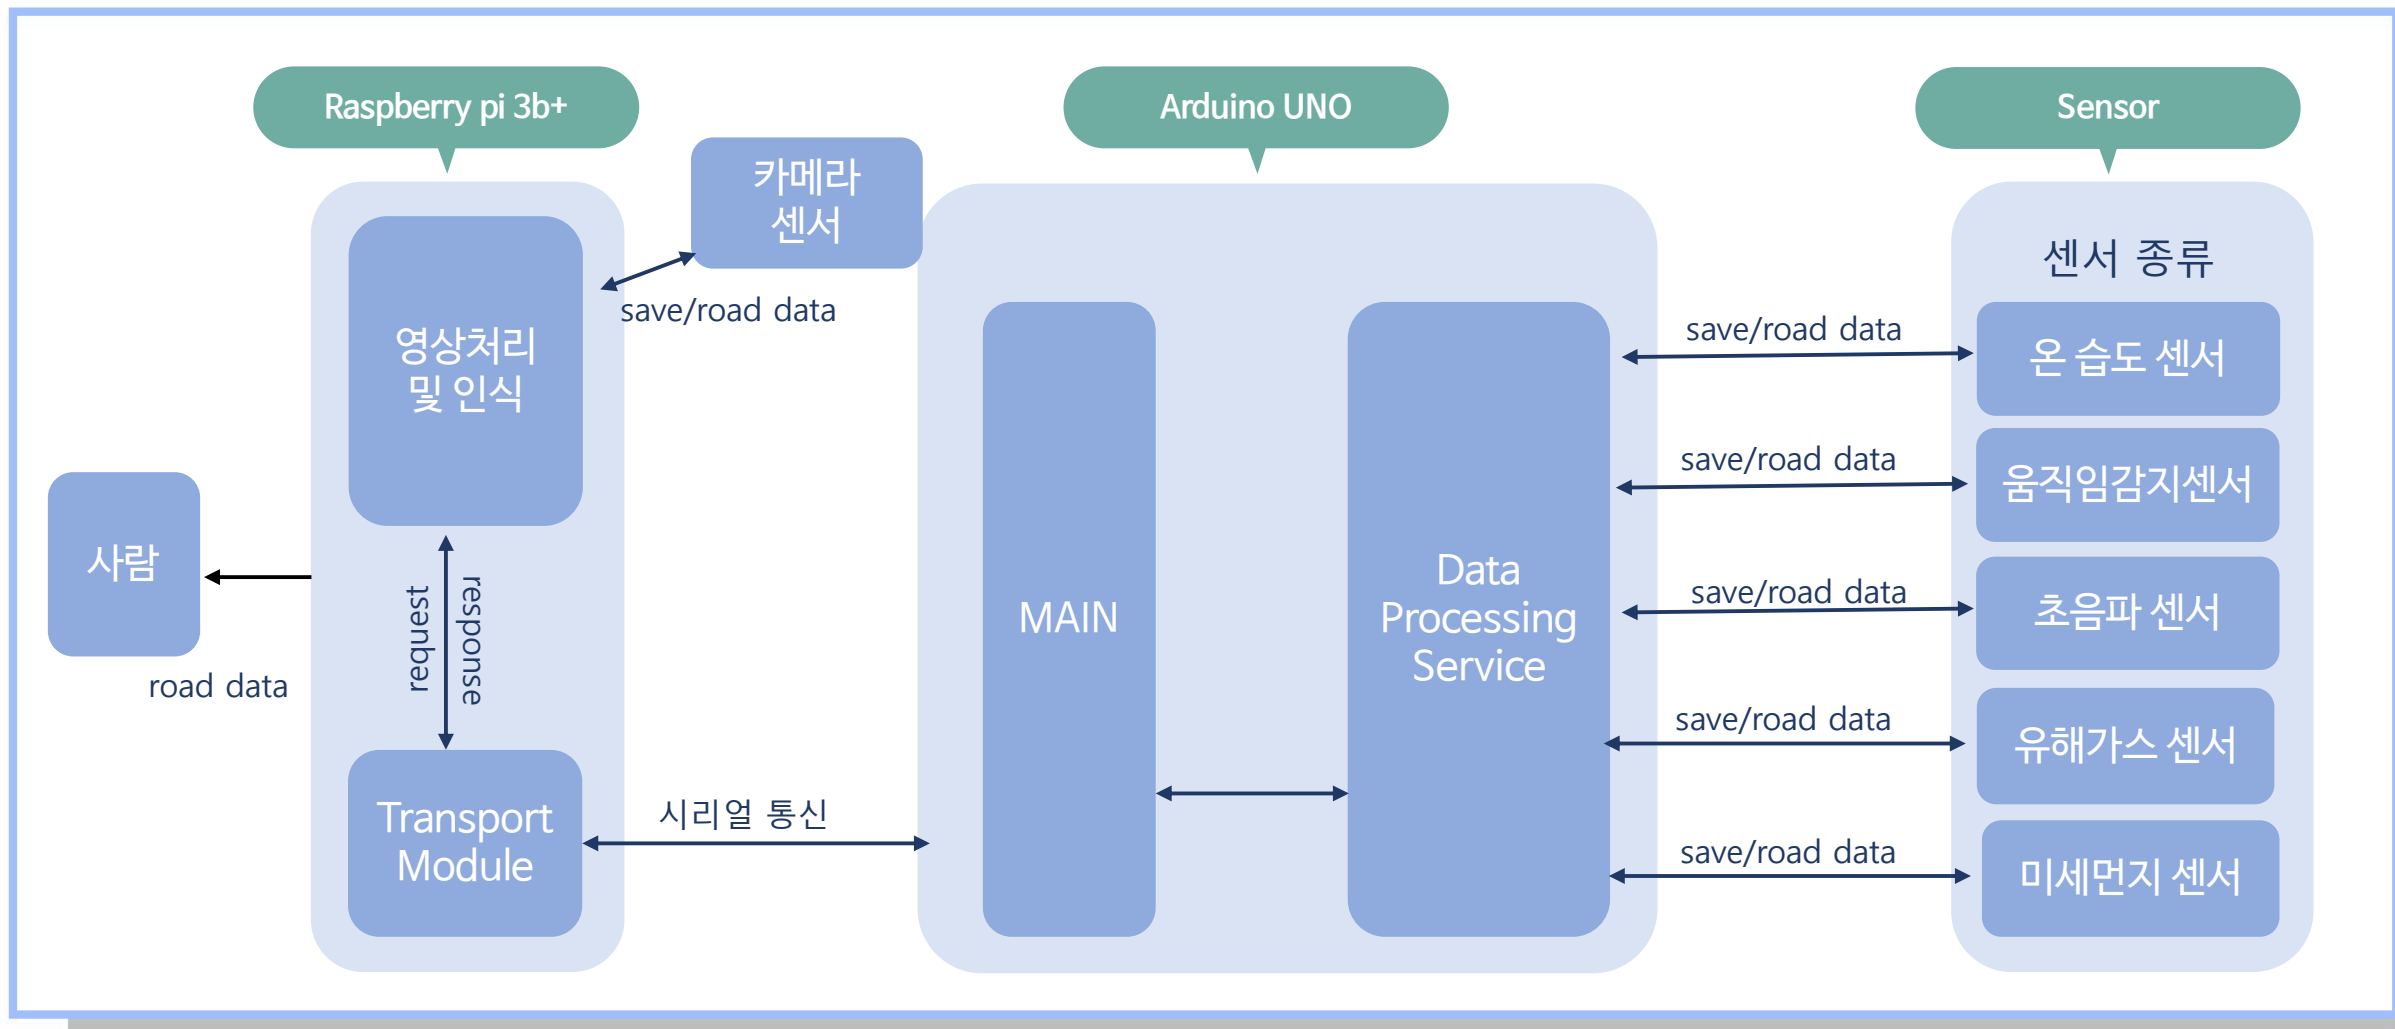 Raspberry pi 3b+
Arduino UNO
Sensor
카메라
센서
영상처리
및 인식
save/road data
사람
road data
request
response
Transport
Module
시리얼 통신
MAIN
Data
Processing
Service
save/road data
save/road data
save/road data
save/road data
save/road data
센서 종류
온 습도 센서
움직임감지센서
초음파 센서
유해가스 센서
미세먼지 센서